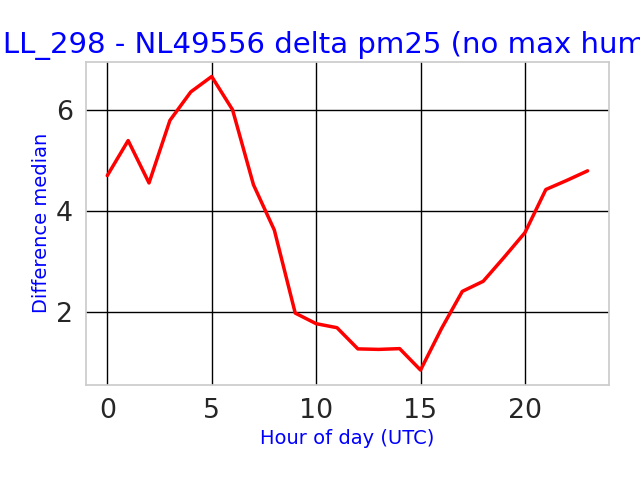 LL_298 - NL49556 delta pm25 (no max hum
Difference median
6
4
2
0 5 10 15 20
Hour of day (UTC)